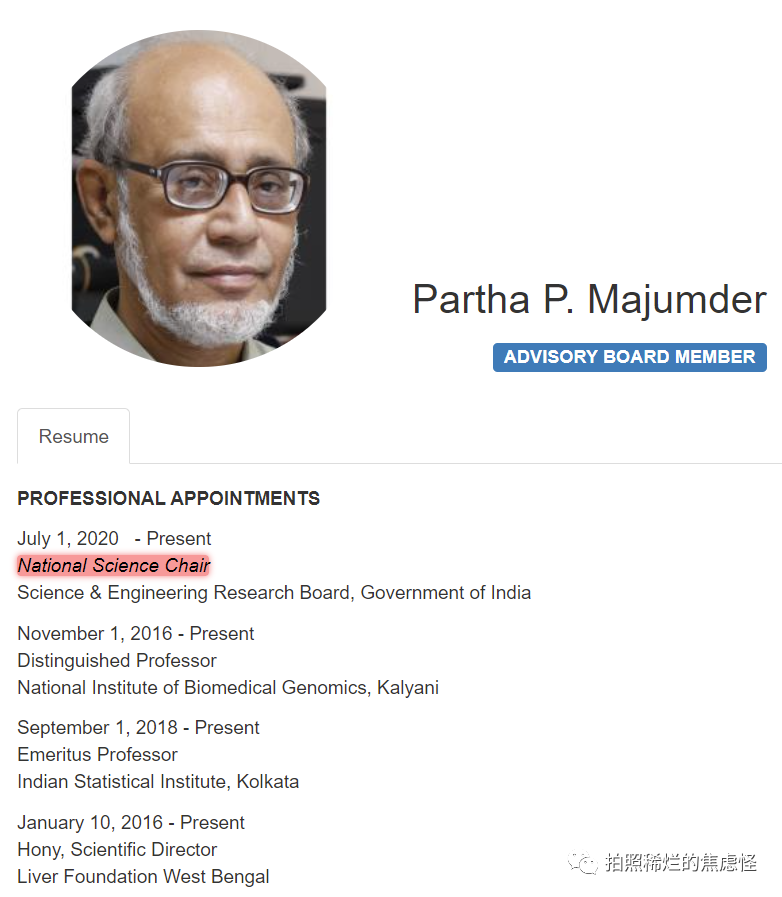 Partha P. Majumder
ADVISORY BOARD MEMBER
Resume
PROFESSIONAL APPOINTMENTS
July 1, 2020 - Present
National Science Chair
Science & Engineering Research Board, Government of India
November 1, 2016 - Present
Distinguished Professor
National Institute of Biomedical Genomics, Kalyani
September 1, 2018 - Present
Emeritus Professor
Indian Statistical Institute, Kolkata
January 10, 2016 - Present
Hony, Scientific Director
Liver Foundation West Bengal
拍照稀烂的焦虑怪